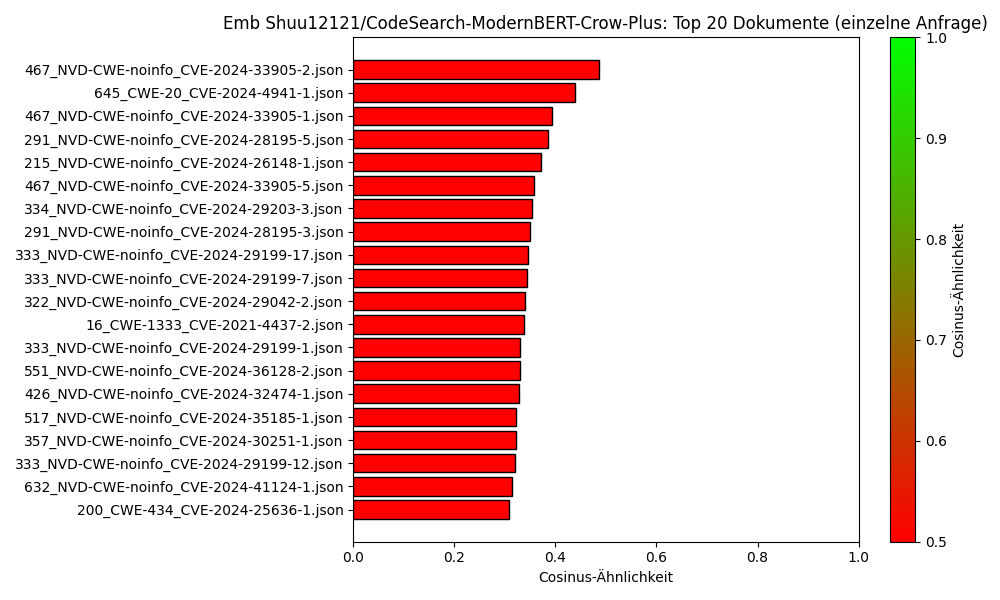 Emb Shuu12121/CodeSearch-ModernBERT-Crow-Plus: Top 20 Dokumente (einzelne Anfrage)
467_NVD-CWE-noinfo_CVE-2024-33905-2.json
645_CWE-20_CVE-2024-4941-1.json
467_NVD-CWE-noinfo_CVE-2024-33905-1.json
291_NVD-CWE-noinfo_CVE-2024-28195-5.json
215_NVD-CWE-noinfo_CVE-2024-26148-1.json
467_NVD-CWE-noinfo_CVE-2024-33905-5.json
334_NVD-CWE-noinfo_CVE-2024-29203-3.json
291_NVD-CWE-noinfo_CVE-2024-28195-3.json
333_NVD-CWE-noinfo_CVE-2024-29199-17.json
333_NVD-CWE-noinfo_CVE-2024-29199-7.json
322_NVD-CWE-noinfo_CVE-2024-29042-2.json
16_CWE-1333_CVE-2021-4437-2.json
333_NVD-CWE-noinfo_CVE-2024-29199-1.json
551_NVD-CWE-noinfo_CVE-2024-36128-2.json
426_NVD-CWE-noinfo_CVE-2024-32474-1.json
517_NVD-CWE-noinfo_CVE-2024-35185-1.json
357_NVD-CWE-noinfo_CVE-2024-30251-1.json
333_NVD-CWE-noinfo_CVE-2024-29199-12.json
632_NVD-CWE-noinfo_CVE-2024-41124-1.json
200_CWE-434_CVE-2024-25636-1.json
0.0 0.2 0.4 0.6 0.8 1.0
Cosinus-Ähnlichkeit
1.0
0.9
0.8
0.7
0.6
0.5
Cosinus-Ähnlichkeit